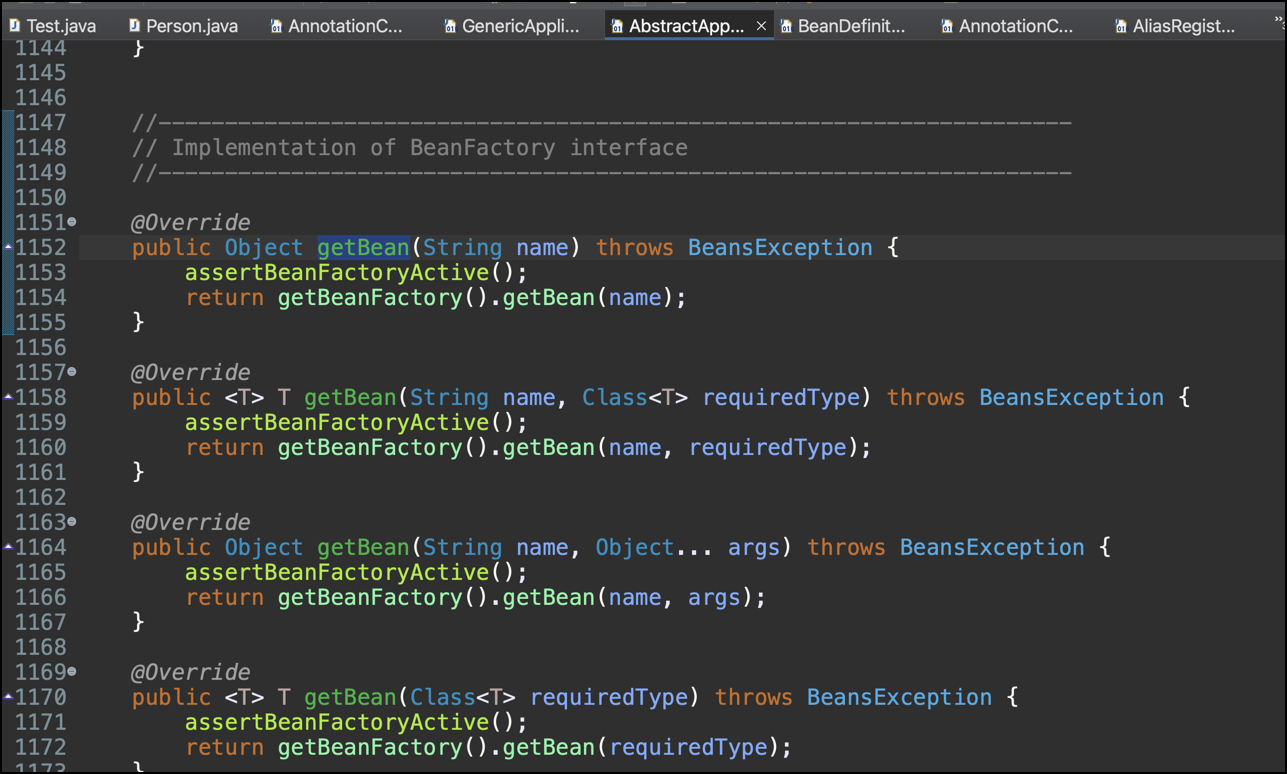 Test.java Person.java AnnotationC... GenericAppli... AbstractApp... × BeanDefinit... AnnotationC... AliasRegist... »
1144 }
1145
1146
1147 //---------------------------------------------------------------------
1148 // Implementation of BeanFactory interface
1149 //---------------------------------------------------------------------
1150
1151 @Override
1152 public Object getBean(String name) throws BeansException {
1153 assertBeanFactoryActive();
1154 return getBeanFactory().getBean(name);
1155 }
1156
1157 @Override
1158 public <T> T getBean(String name, Class<T> requiredType) throws BeansException {
1159 assertBeanFactoryActive();
1160 return getBeanFactory().getBean(name, requiredType);
1161 }
1162
1163 @Override
1164 public Object getBean(String name, Object... args) throws BeansException {
1165 assertBeanFactoryActive();
1166 return getBeanFactory().getBean(name, args);
1167 }
1168
1169 @Override
1170 public <T> T getBean(Class<T> requiredType) throws BeansException {
1171 assertBeanFactoryActive();
1172 return getBeanFactory().getBean(requiredType);
1173 }